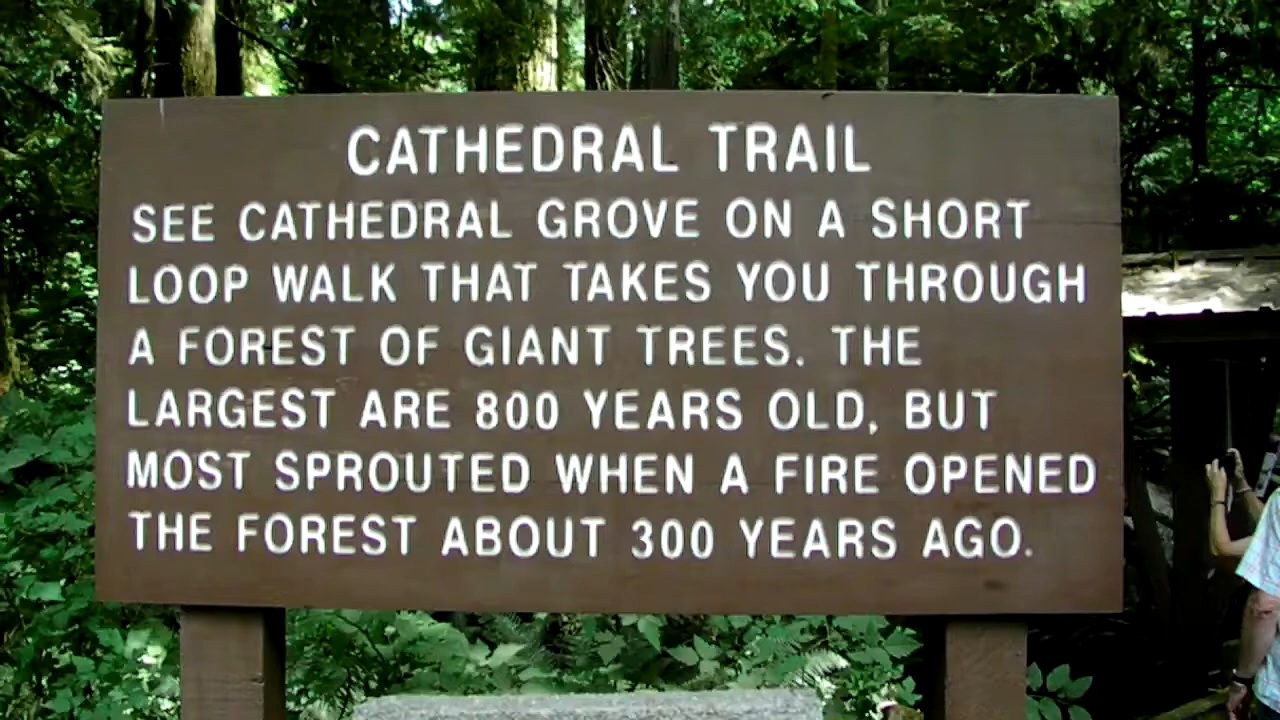 CATHEDRAL TRAIL
SEE CATHEDRAL GROVE ON A SHORT
LOOP WALK THAT TAKES YOU THROUGH
A FOREST OF GIANT TREES. THE
LARGEST ARE 800 YEARS OLD, BUT
MOST SPROUTED WHEN A FIRE OPENED
THE FOREST ABOUT 300 YEARS AGO.